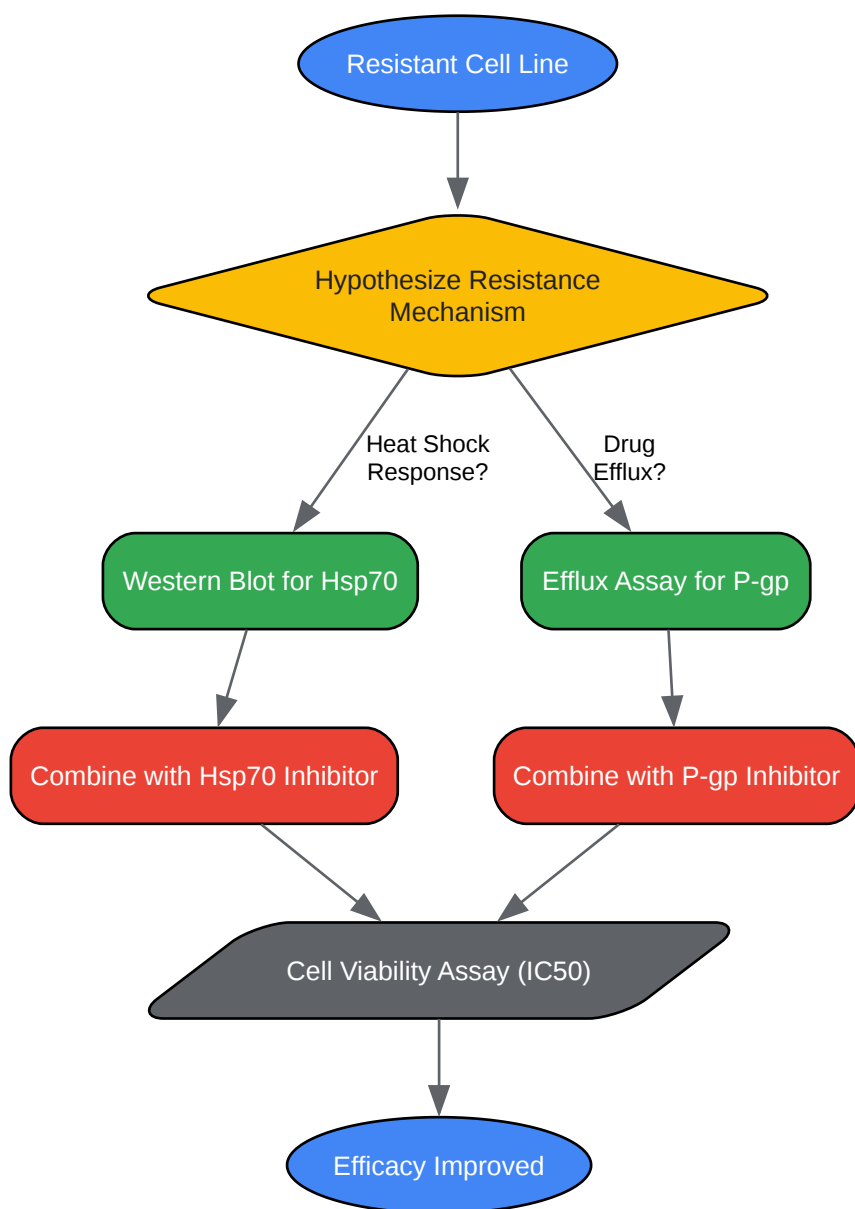 Resistant Cell Line
Hypothesize Resistance
Mechanism
Heat Shock
Response?
Drug
Efflux?
Western Blot for Hsp70
Efflux Assay for P-gp
Combine with Hsp70 Inhibitor
Combine with P-gp Inhibitor
Cell Viability Assay (IC50)
Efficacy Improved